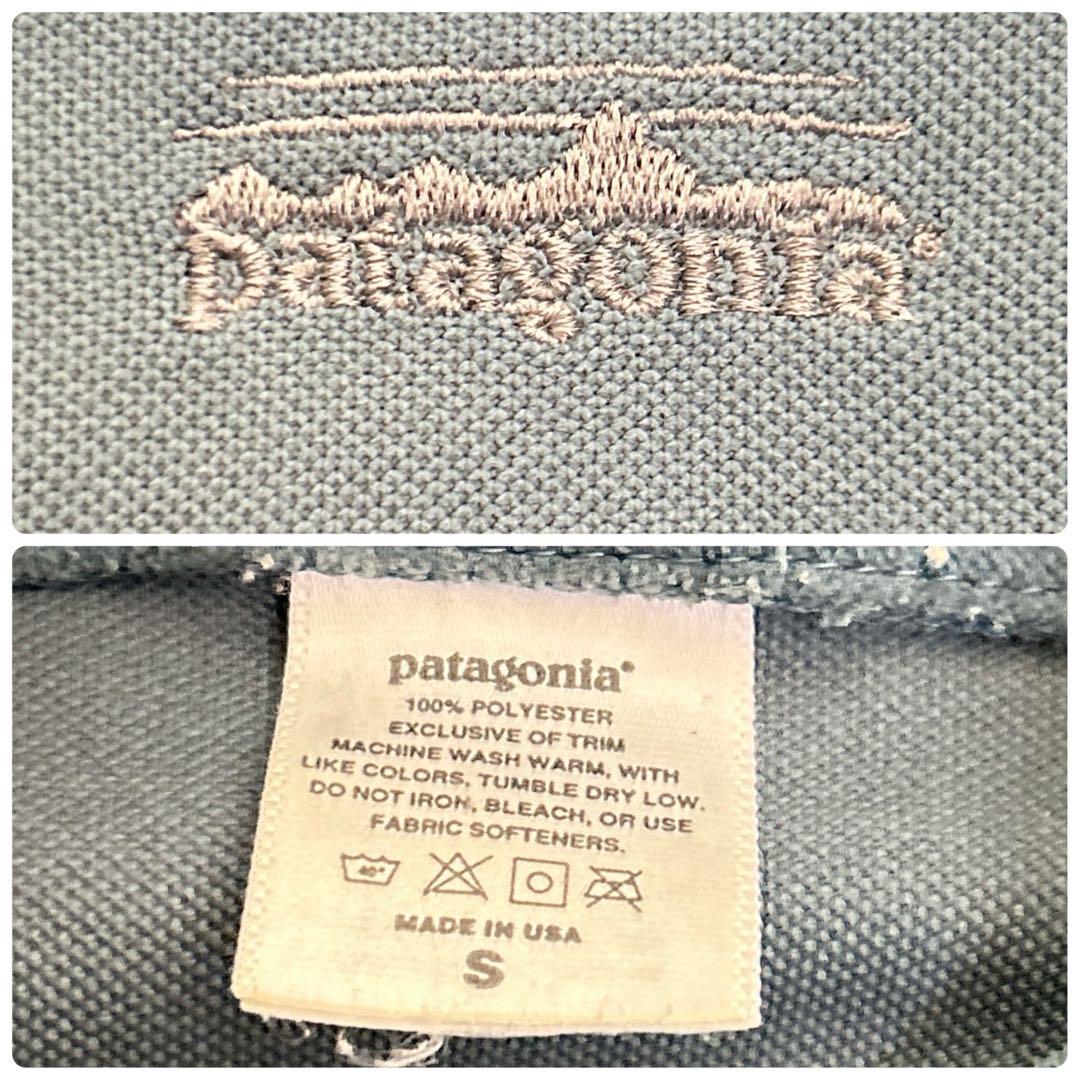 patagonia®
patagonia®
100% POLYESTER
EXCLUSIVE OF TRIM
MACHINE WASH WARM, WITH
LIKE COLORS, TUMBLE DRY LOW.
DO NOT IRON, BLEACH, OR USE
FABRIC SOFTENERS.
40°
MADE IN USA
S